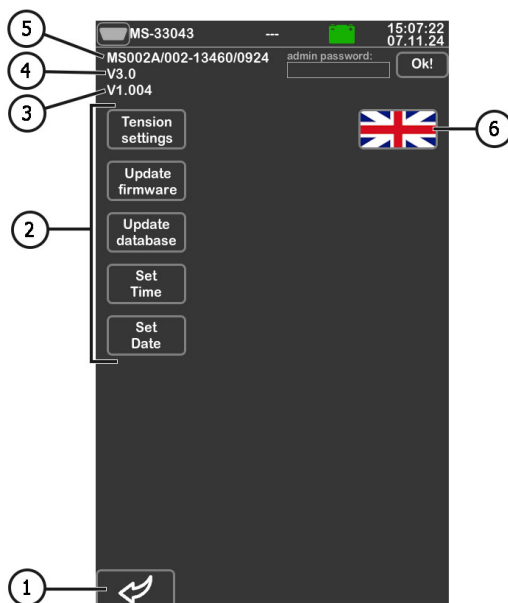 MS-33043 --- 15:07:22
07.11.24
5
MS002A/002-13460/0924 admin password: Ok!
4
V3.0
3
V1.004
2
Tension
settings
6
Update
firmware
Update
database
Set
Time
Set
Date
1